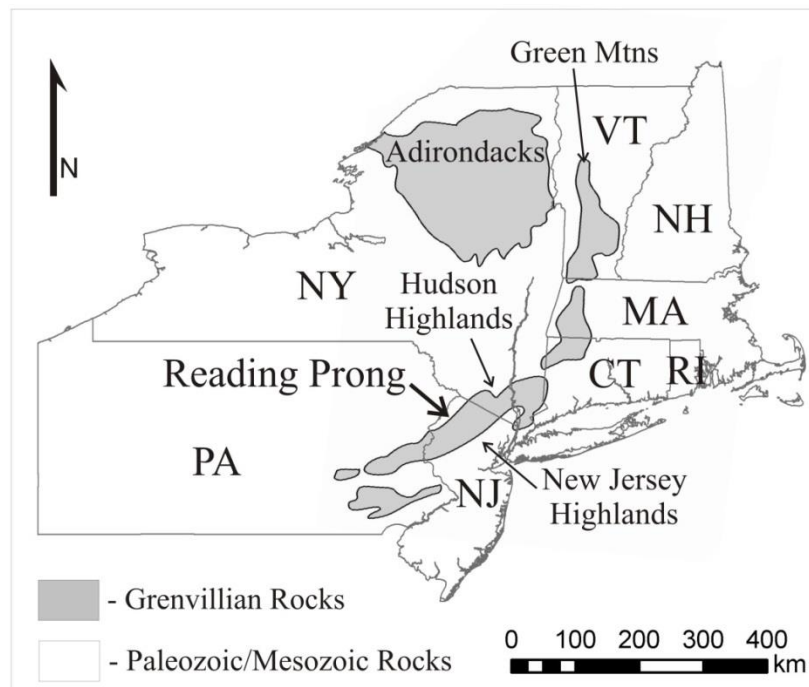 Green Mtns
N
Adirondacks
VT
NH
NY
Hudson
Highlands
MA
Reading Prong
CT
RI
PA
NJ
New Jersey
Highlands
- Grenvillian Rocks
- Paleozoic/Mesozoic Rocks
0 100 200 300 400
km